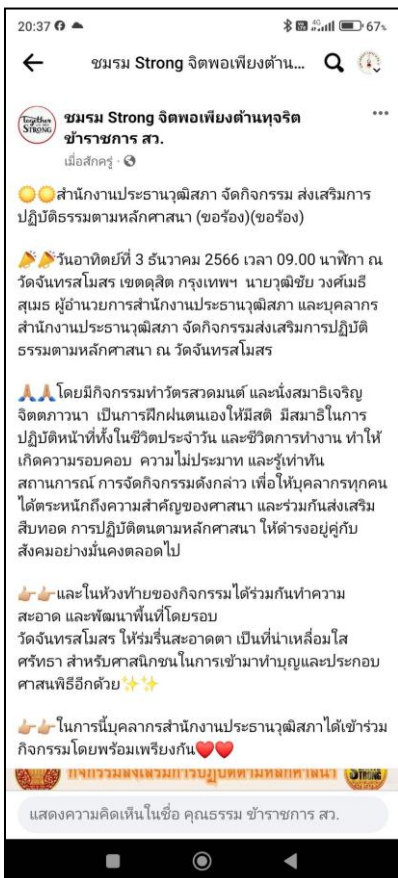 20:37
4G
67%
ชมรม Strong จิตพอเพียงต้าน...
Together
STRONG
ชมรม Strong จิตพอเพียงต้านทุจริต
ข้าราชการ สว.
เมื่อสักครู่ ·
สำนักงานประธานวุฒิสภา จัดกิจกรรม ส่งเสริมการ
ปฏิบัติธรรมตามหลักศาสนา (ขอร้อง)(ขอร้อง)
วันอาทิตย์ที่ 3 ธันวาคม 2566 เวลา 09.00 นาฬิกา ณ
วัดจันทรสโมสร เขตดุสิต กรุงเทพฯ นายวุฒิชัย วงศ์เมธี
สุเมธ ผู้อำนวยการสำนักงานประธานวุฒิสภา และบุคลากร
สำนักงานประธานวุฒิสภา จัดกิจกรรมส่งเสริมการปฏิบัติ
ธรรมตามหลักศาสนา ณ วัดจันทรสโมสร
โดยมีกิจกรรมทำวัตรสวดมนต์ และนั่งสมาธิเจริญ
จิตตภาวนา เป็นการฝึกฝนตนเองให้มีสติ มีสมาธิในการ
ปฏิบัติหน้าที่ทั้งในชีวิตประจำวัน และชีวิตการทำงาน ทำให้
เกิดความรอบคอบ ความไม่ประมาท และรู้เท่าทัน
สถานการณ์ การจัดกิจกรรมดังกล่าว เพื่อให้บุคลากรทุกคน
ได้ตระหนักถึงความสำคัญของศาสนา และร่วมกันส่งเสริม
สืบทอด การปฏิบัติตนตามหลักศาสนา ให้ดำรงอยู่คู่กับ
สังคมอย่างมั่นคงตลอดไป
และในห้วงท้ายของกิจกรรมได้ร่วมกันทำความ
สะอาด และพัฒนาพื้นที่โดยรอบ
วัดจันทรสโมสร ให้ร่มรื่นสะอาดตา เป็นที่น่าเหลื่อมใส
ศรัทธา สำหรับศาสนิกชนในการเข้ามาทำบุญและประกอบ
ศาสนพิธีอีกด้วย
ในการนี้บุคลากรสำนักงานประธานวุฒิสภาได้เข้าร่วม
กิจกรรมโดยพร้อมเพรียงกัน
กิจกรรมส่งเสริมการปฏิบัติตามหลักศาสนา
STRONG
แสดงความคิดเห็นในชื่อ คุณธรรม ข้าราชการ สว.